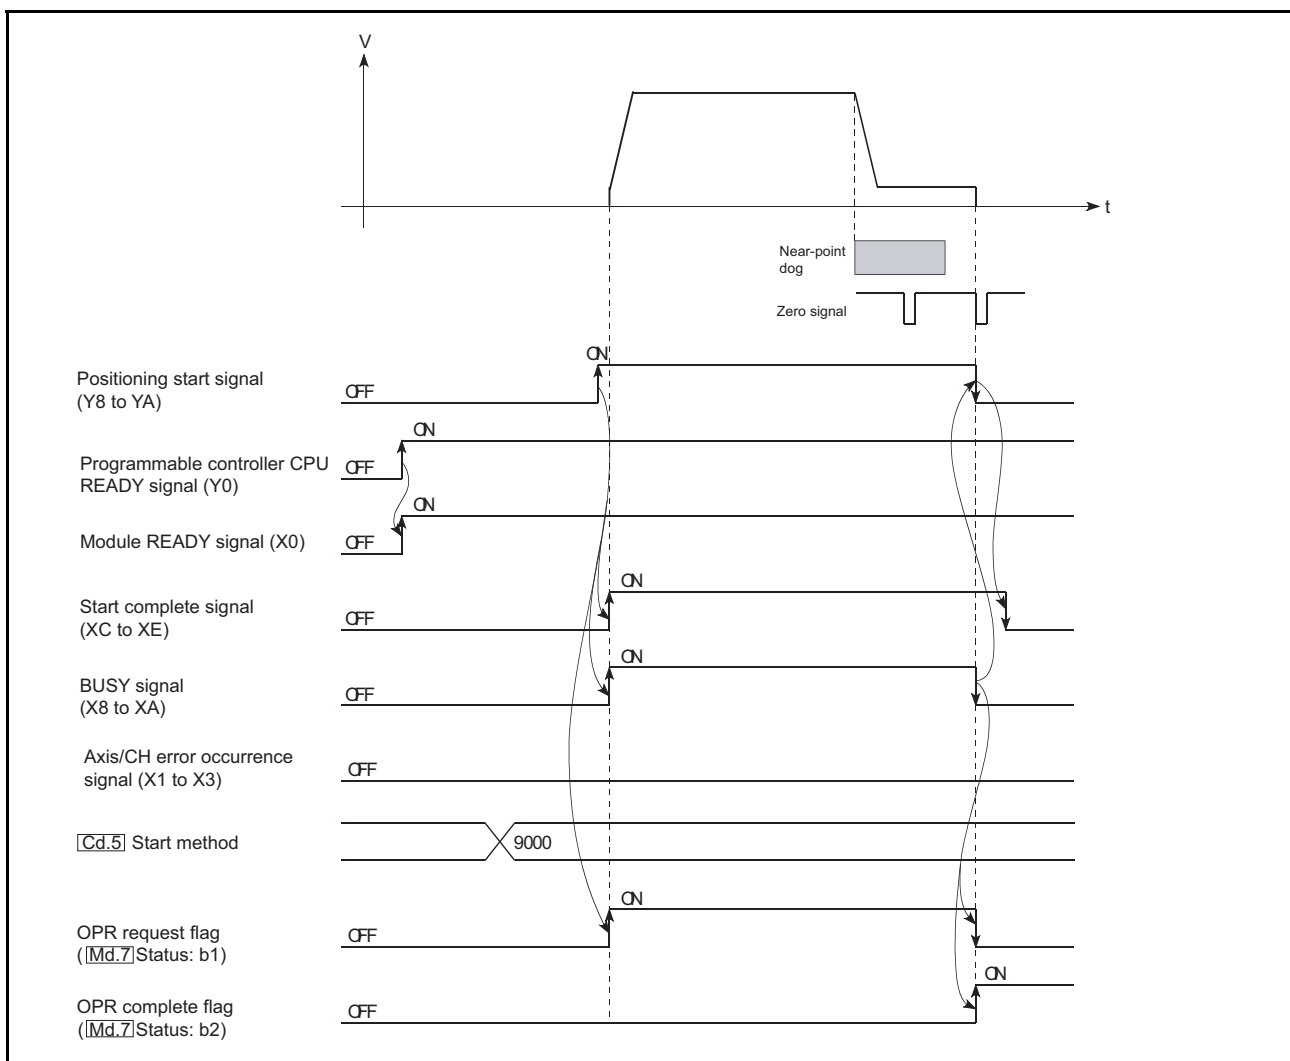 V
t
Near-point
dog
Zero signal
ON
Positioning start signal
(Y8 to YA)
OFF
ON
Programmable controller CPU
READY signal (Y0)
OFF
ON
Module READY signal (X0)
OFF
ON
Start complete signal
(XC to XE)
OFF
ON
BUSY signal
(X8 to XA)
OFF
Axis/CH error occurrence
signal (X1 to X3)
OFF
Cd.5 Start method
9000
ON
OPR request flag
( Md.7 Status: b1)
OFF
ON
OPR complete flag
( Md.7 Status: b2)
OFF